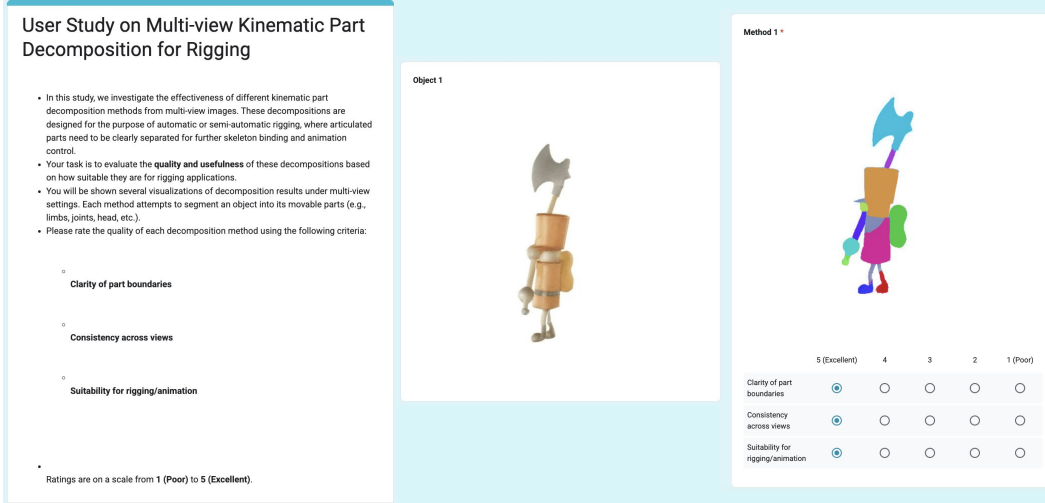 User Study on Multi-view Kinematic Part
Decomposition for Rigging
• In this study, we investigate the effectiveness of different kinematic part
decomposition methods from multi-view images. These decompositions are
designed for the purpose of automatic or semi-automatic rigging, where articulated
parts need to be clearly separated for further skeleton binding and animation
control.
• Your task is to evaluate the quality and usefulness of these decompositions based
on how suitable they are for rigging applications.
• You will be shown several visualizations of decomposition results under multi-view
settings. Each method attempts to segment an object into its movable parts (e.g.,
limbs, joints, head, etc.).
• Please rate the quality of each decomposition method using the following criteria:
Clarity of part boundaries
Consistency across views
Suitability for rigging/animation
Ratings are on a scale from 1 (Poor) to 5 (Excellent).
Object 1
Method 1 *
5 (Excellent) 4 3 2 1 (Poor)
Clarity of part
boundaries
Consistency
across views
Suitability for
rigging/animation